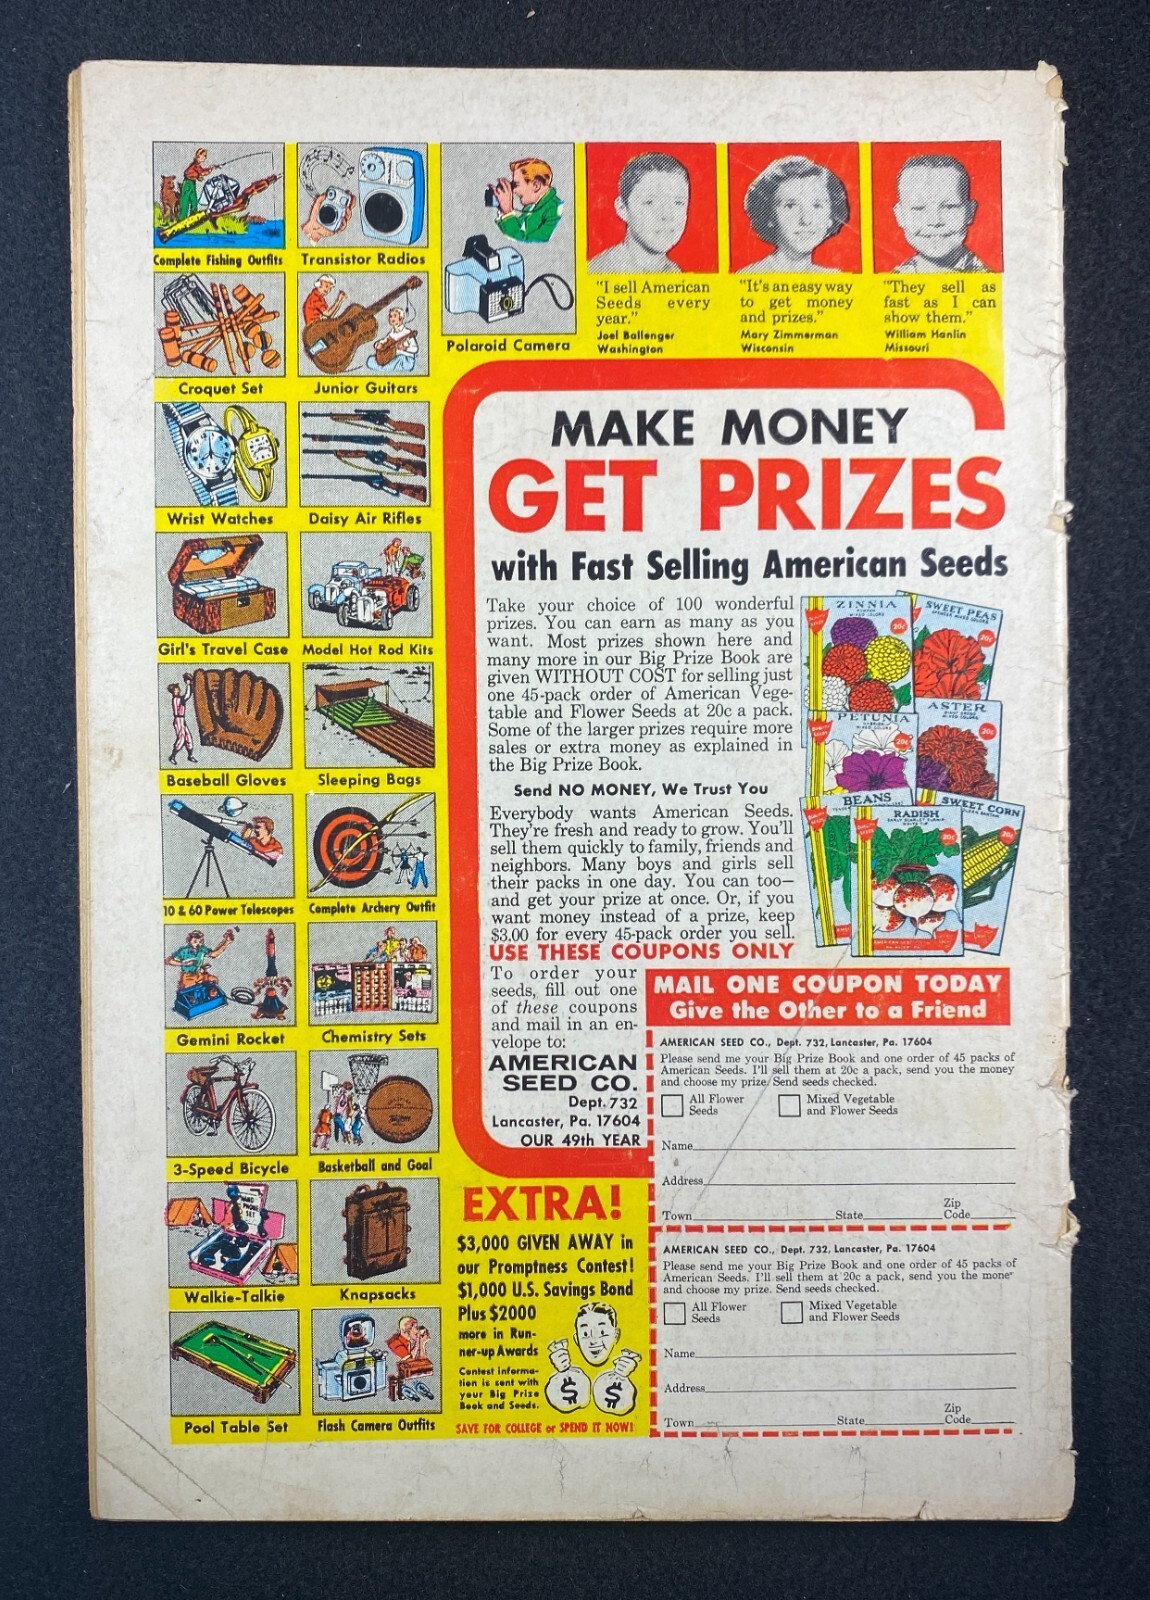 Complete Fishing Outfits
Transistor Radios
Polaroid Camera
Croquet Set
Junior Guitars
Wrist Watches
Daisy Air Rifles
Girl's Travel Case
Model Hot Rod Kits
Baseball Gloves
Sleeping Bags
10 & 60 Power Telescopes
Complete Archery Outfit
Gemini Rocket
Chemistry Sets
3-Speed Bicycle
Basketball and Goal
Walkie-Talkie
Knapsacks
Pool Table Set
Flash Camera Outfits
"I sell American
Seeds every
year."
Joel Ballenger
Washington
"It's an easy way
to get money
and prizes."
Mary Zimmerman
Wisconsin
"They sell as
fast as I can
show them."
William Hanlin
Missouri
MAKE MONEY
GET PRIZES
with Fast Selling American Seeds
Take your choice of 100 wonderful
prizes. You can earn as many as you
want. Most prizes shown here and
many more in our Big Prize Book are
given WITHOUT COST for selling just
one 45-pack order of American Vege-
table and Flower Seeds at 20c a pack.
Some of the larger prizes require more
sales or extra money as explained in
the Big Prize Book.
Send NO MONEY, We Trust You
Everybody wants American Seeds.
They're fresh and ready to grow. You'll
sell them quickly to family, friends and
neighbors. Many boys and girls sell
their packs in one day. You can too—
and get your prize at once. Or, if you
want money instead of a prize, keep
$3.00 for every 45-pack order you sell.
USE THESE COUPONS ONLY
To order your
seeds, fill out one
of these coupons
and mail in an en-
velope to:
AMERICAN
SEED CO.
Dept. 732
Lancaster, Pa. 17604
OUR 49th YEAR
ZINNIA
MIXED COLORS
20c
SWEET PEAS
MIXED COLORS
20c
PETUNIA
MIXED COLORS
20c
ASTER
MIXED COLORS
20c
BEANS
RADISH
20c
SWEET CORN
20c
MAIL ONE COUPON TODAY
Give the Other to a Friend
AMERICAN SEED CO., Dept. 732, Lancaster, Pa. 17604
Please send me your Big Prize Book and one order of 45 packs of
American Seeds. I'll sell them at 20c a pack, send you the money
and choose my prize. Send seeds checked.
All Flower
Seeds
Mixed Vegetable
and Flower Seeds
Name
Address
Town State Zip
Code
AMERICAN SEED CO., Dept. 732, Lancaster, Pa. 17604
Please send me your Big Prize Book and one order of 45 packs of
American Seeds. I'll sell them at 20c a pack, send you the mone
and choose my prize. Send seeds checked.
All Flower
Seeds
Mixed Vegetable
and Flower Seeds
Name
Address
Town State Zip
Code
EXTRA!
$3,000 GIVEN AWAY in
our Promptness Contest!
$1,000 U.S. Savings Bond
Plus $2000
more in Run-
ner-up Awards
Contest informa-
tion is sent with
your Big Prize
Book and Seeds.
$ $
SAVE FOR COLLEGE or SPEND IT NOW!